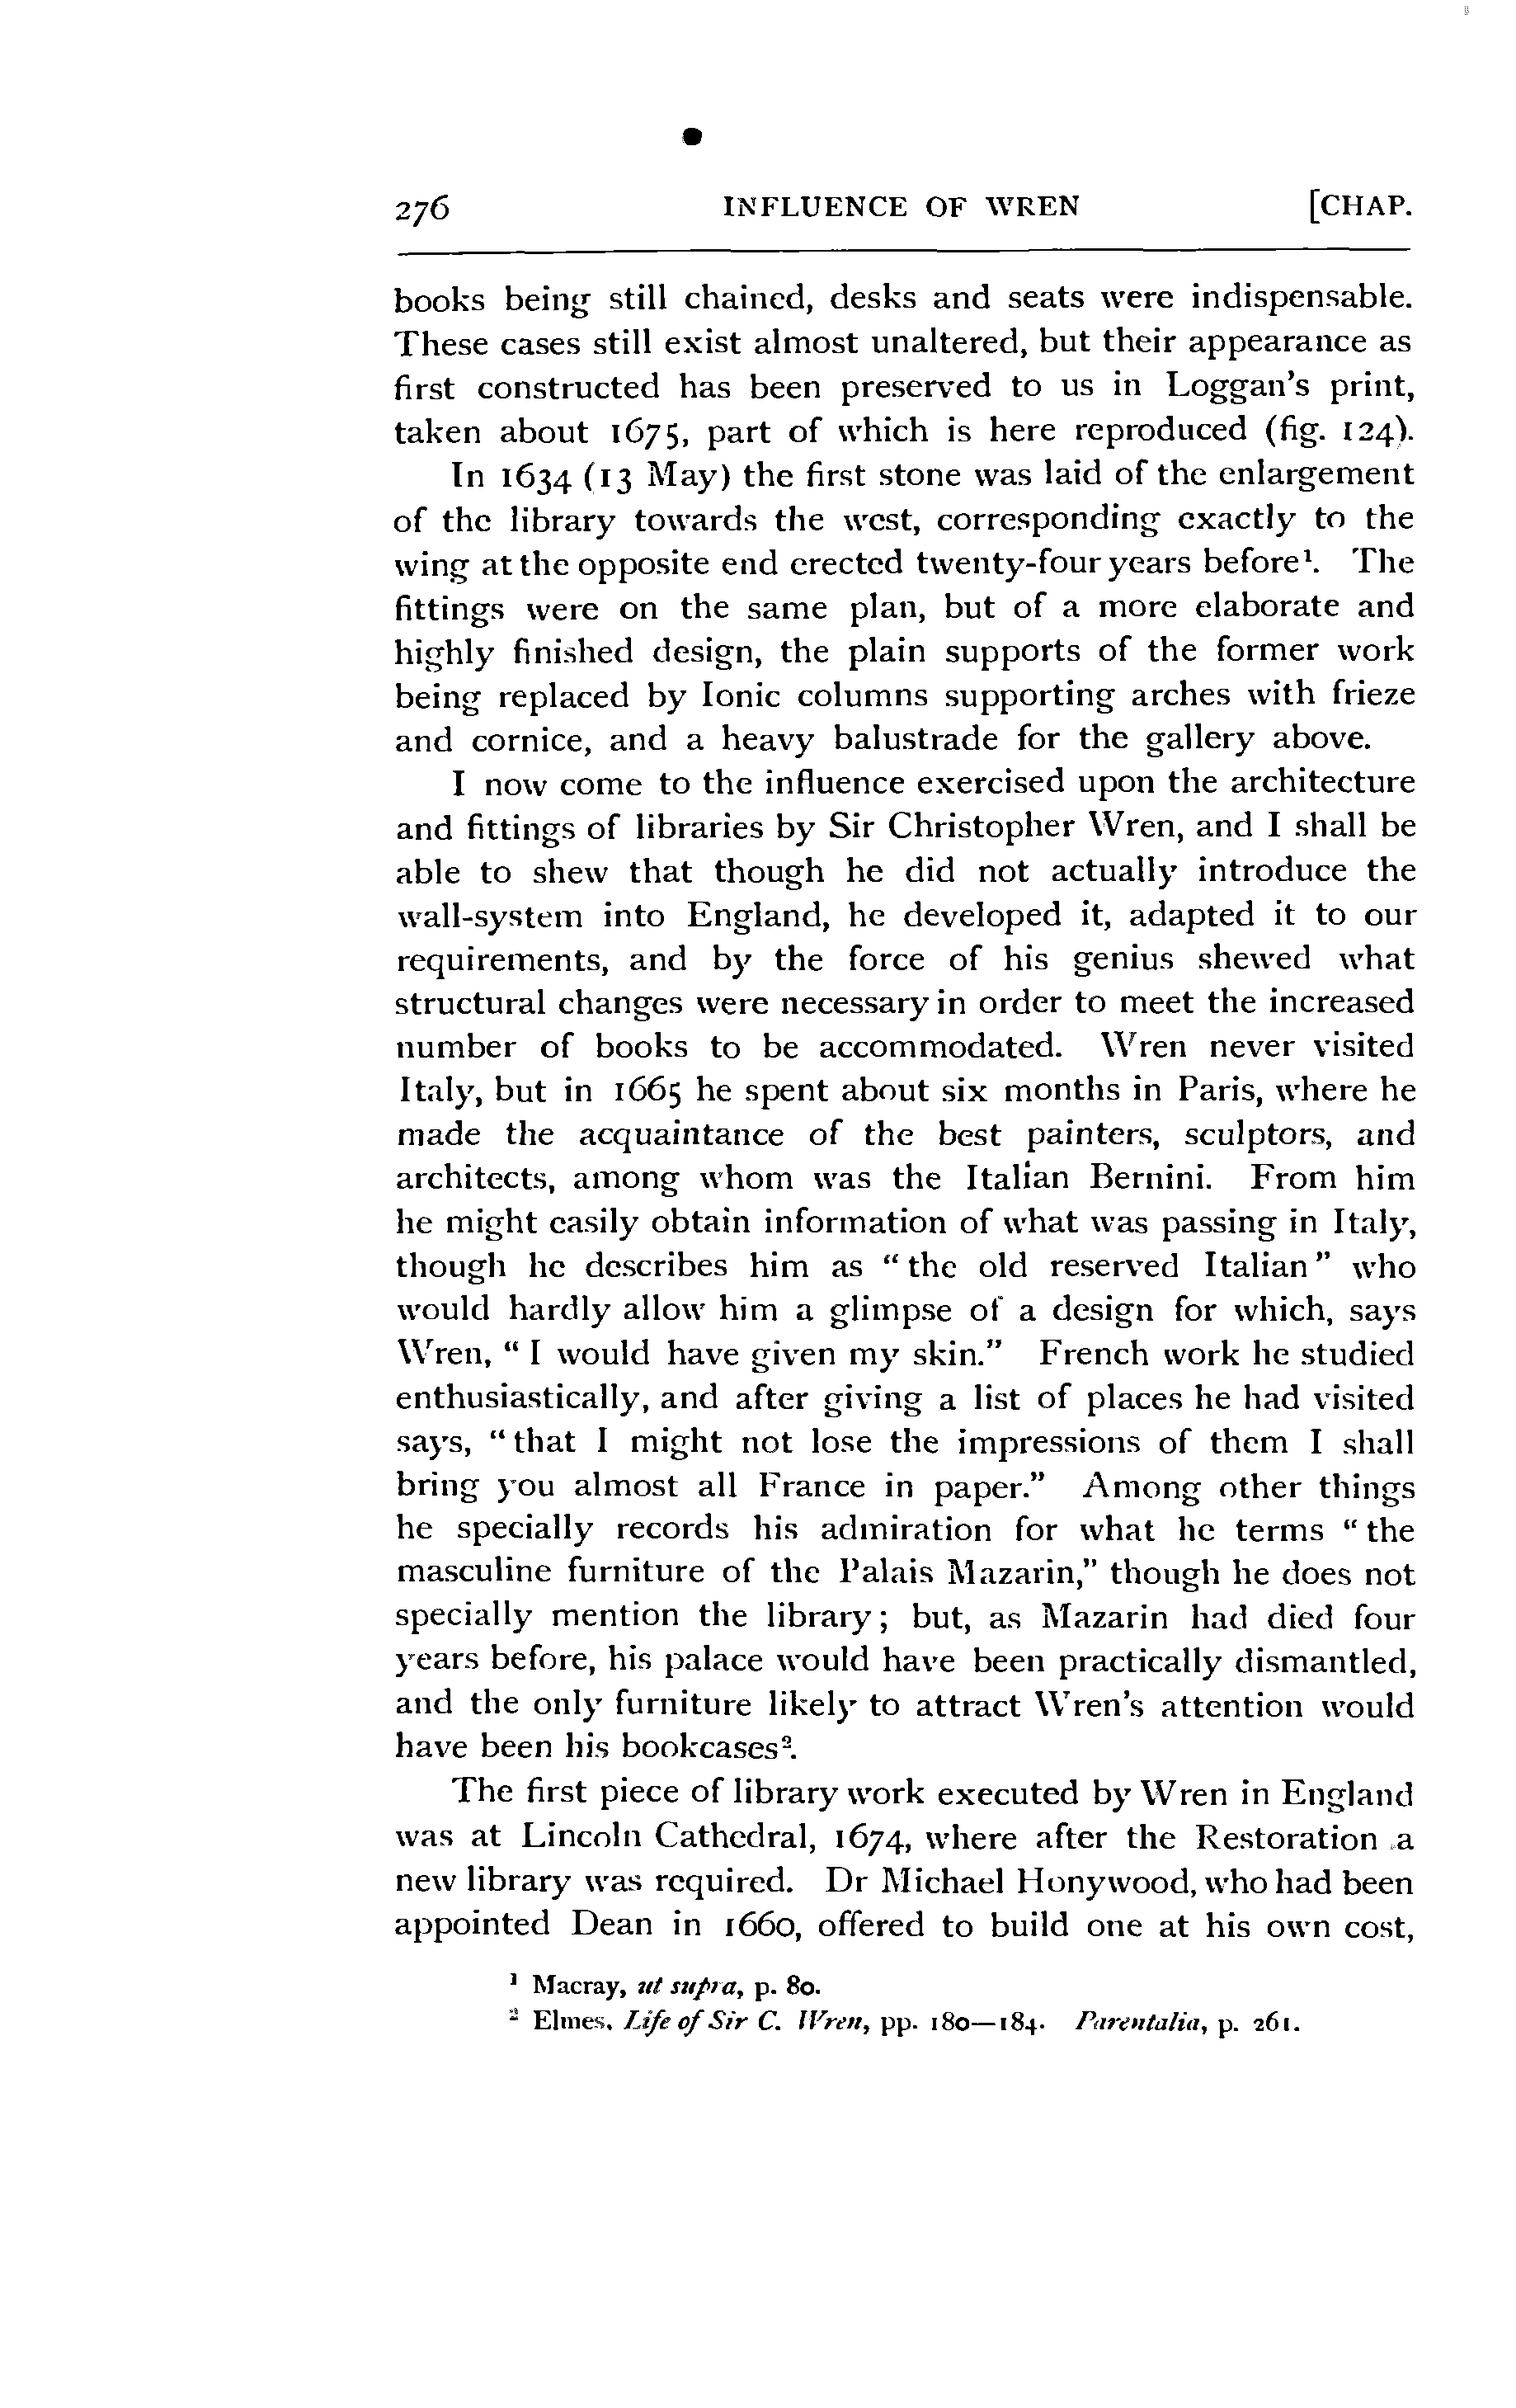 276 INFLUENCE OF WREN [CHAP.
books being still chained, desks and seats were indispensable.
These cases still exist almost unaltered, but their appearance as
first constructed has been preserved to us in Loggan's print,
taken about 1675, part of which is here reproduced (fig. 124).
In 1634 (13 May) the first stone was laid of the enlargement
of the library towards the west, corresponding exactly to the
wing at the opposite end erected twenty-four years before¹. The
fittings were on the same plan, but of a more elaborate and
highly finished design, the plain supports of the former work
being replaced by Ionic columns supporting arches with frieze
and cornice, and a heavy balustrade for the gallery above.
I now come to the influence exercised upon the architecture
and fittings of libraries by Sir Christopher Wren, and I shall be
able to shew that though he did not actually introduce the
wall-system into England, he developed it, adapted it to our
requirements, and by the force of his genius shewed what
structural changes were necessary in order to meet the increased
number of books to be accommodated. Wren never visited
Italy, but in 1665 he spent about six months in Paris, where he
made the acquaintance of the best painters, sculptors, and
architects, among whom was the Italian Bernini. From him
he might easily obtain information of what was passing in Italy,
though he describes him as "the old reserved Italian" who
would hardly allow him a glimpse of a design for which, says
Wren, "I would have given my skin." French work he studied
enthusiastically, and after giving a list of places he had visited
says, "that I might not lose the impressions of them I shall
bring you almost all France in paper." Among other things
he specially records his admiration for what he terms "the
masculine furniture of the Palais Mazarin," though he does not
specially mention the library; but, as Mazarin had died four
years before, his palace would have been practically dismantled,
and the only furniture likely to attract Wren's attention would
have been his bookcases².
The first piece of library work executed by Wren in England
was at Lincoln Cathedral, 1674, where after the Restoration a
new library was required. Dr Michael Honywood, who had been
appointed Dean in 1660, offered to build one at his own cost,
¹ Macray, ut supra, p. 80.
² Elmes, Life of Sir C. Wren, pp. 180—184. Parentalia, p. 261.